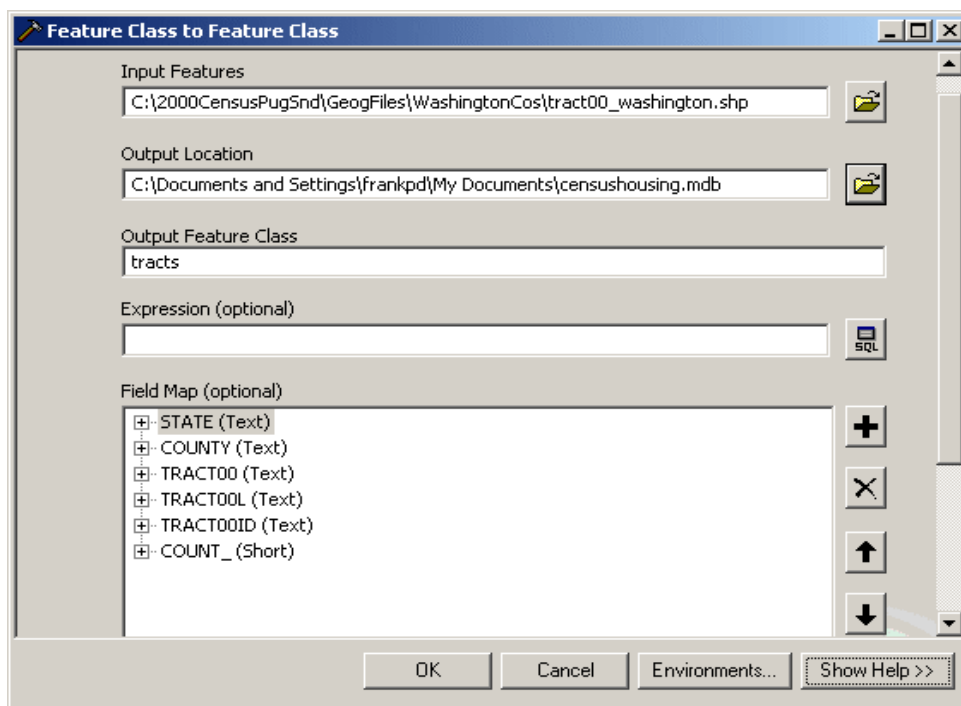 Feature Class to Feature Class
Input Features
C:\2000CensusPugSnd\GeogFiles\WashingtonCos\tract00_washington.shp
Output Location
C:\Documents and Settings\frankpd\My Documents\censushousing.mdb
Output Feature Class
tracts
Expression (optional)
SQL
Field Map (optional)
STATE (Text)
COUNTY (Text)
TRACT00 (Text)
TRACT00L (Text)
TRACT00ID (Text)
COUNT_ (Short)
OK
Cancel
Environments...
Show Help >>